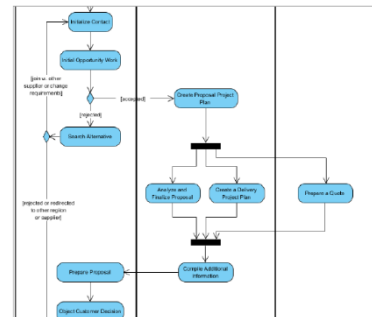 Initialize Contact
Initial Opportunity Work
[join w. other
supplier or change
requirements]
[accepted]
Create Proposal Project
Plan
[rejected]
Search Alternative
Analyze and
Finalize Proposal
Create a Delivery
Project Plan
Prepare a Quote
[rejected or redirected
to other region
or supplier]
Prepare Proposal
Compile Additional
Information
Object Customer Decision